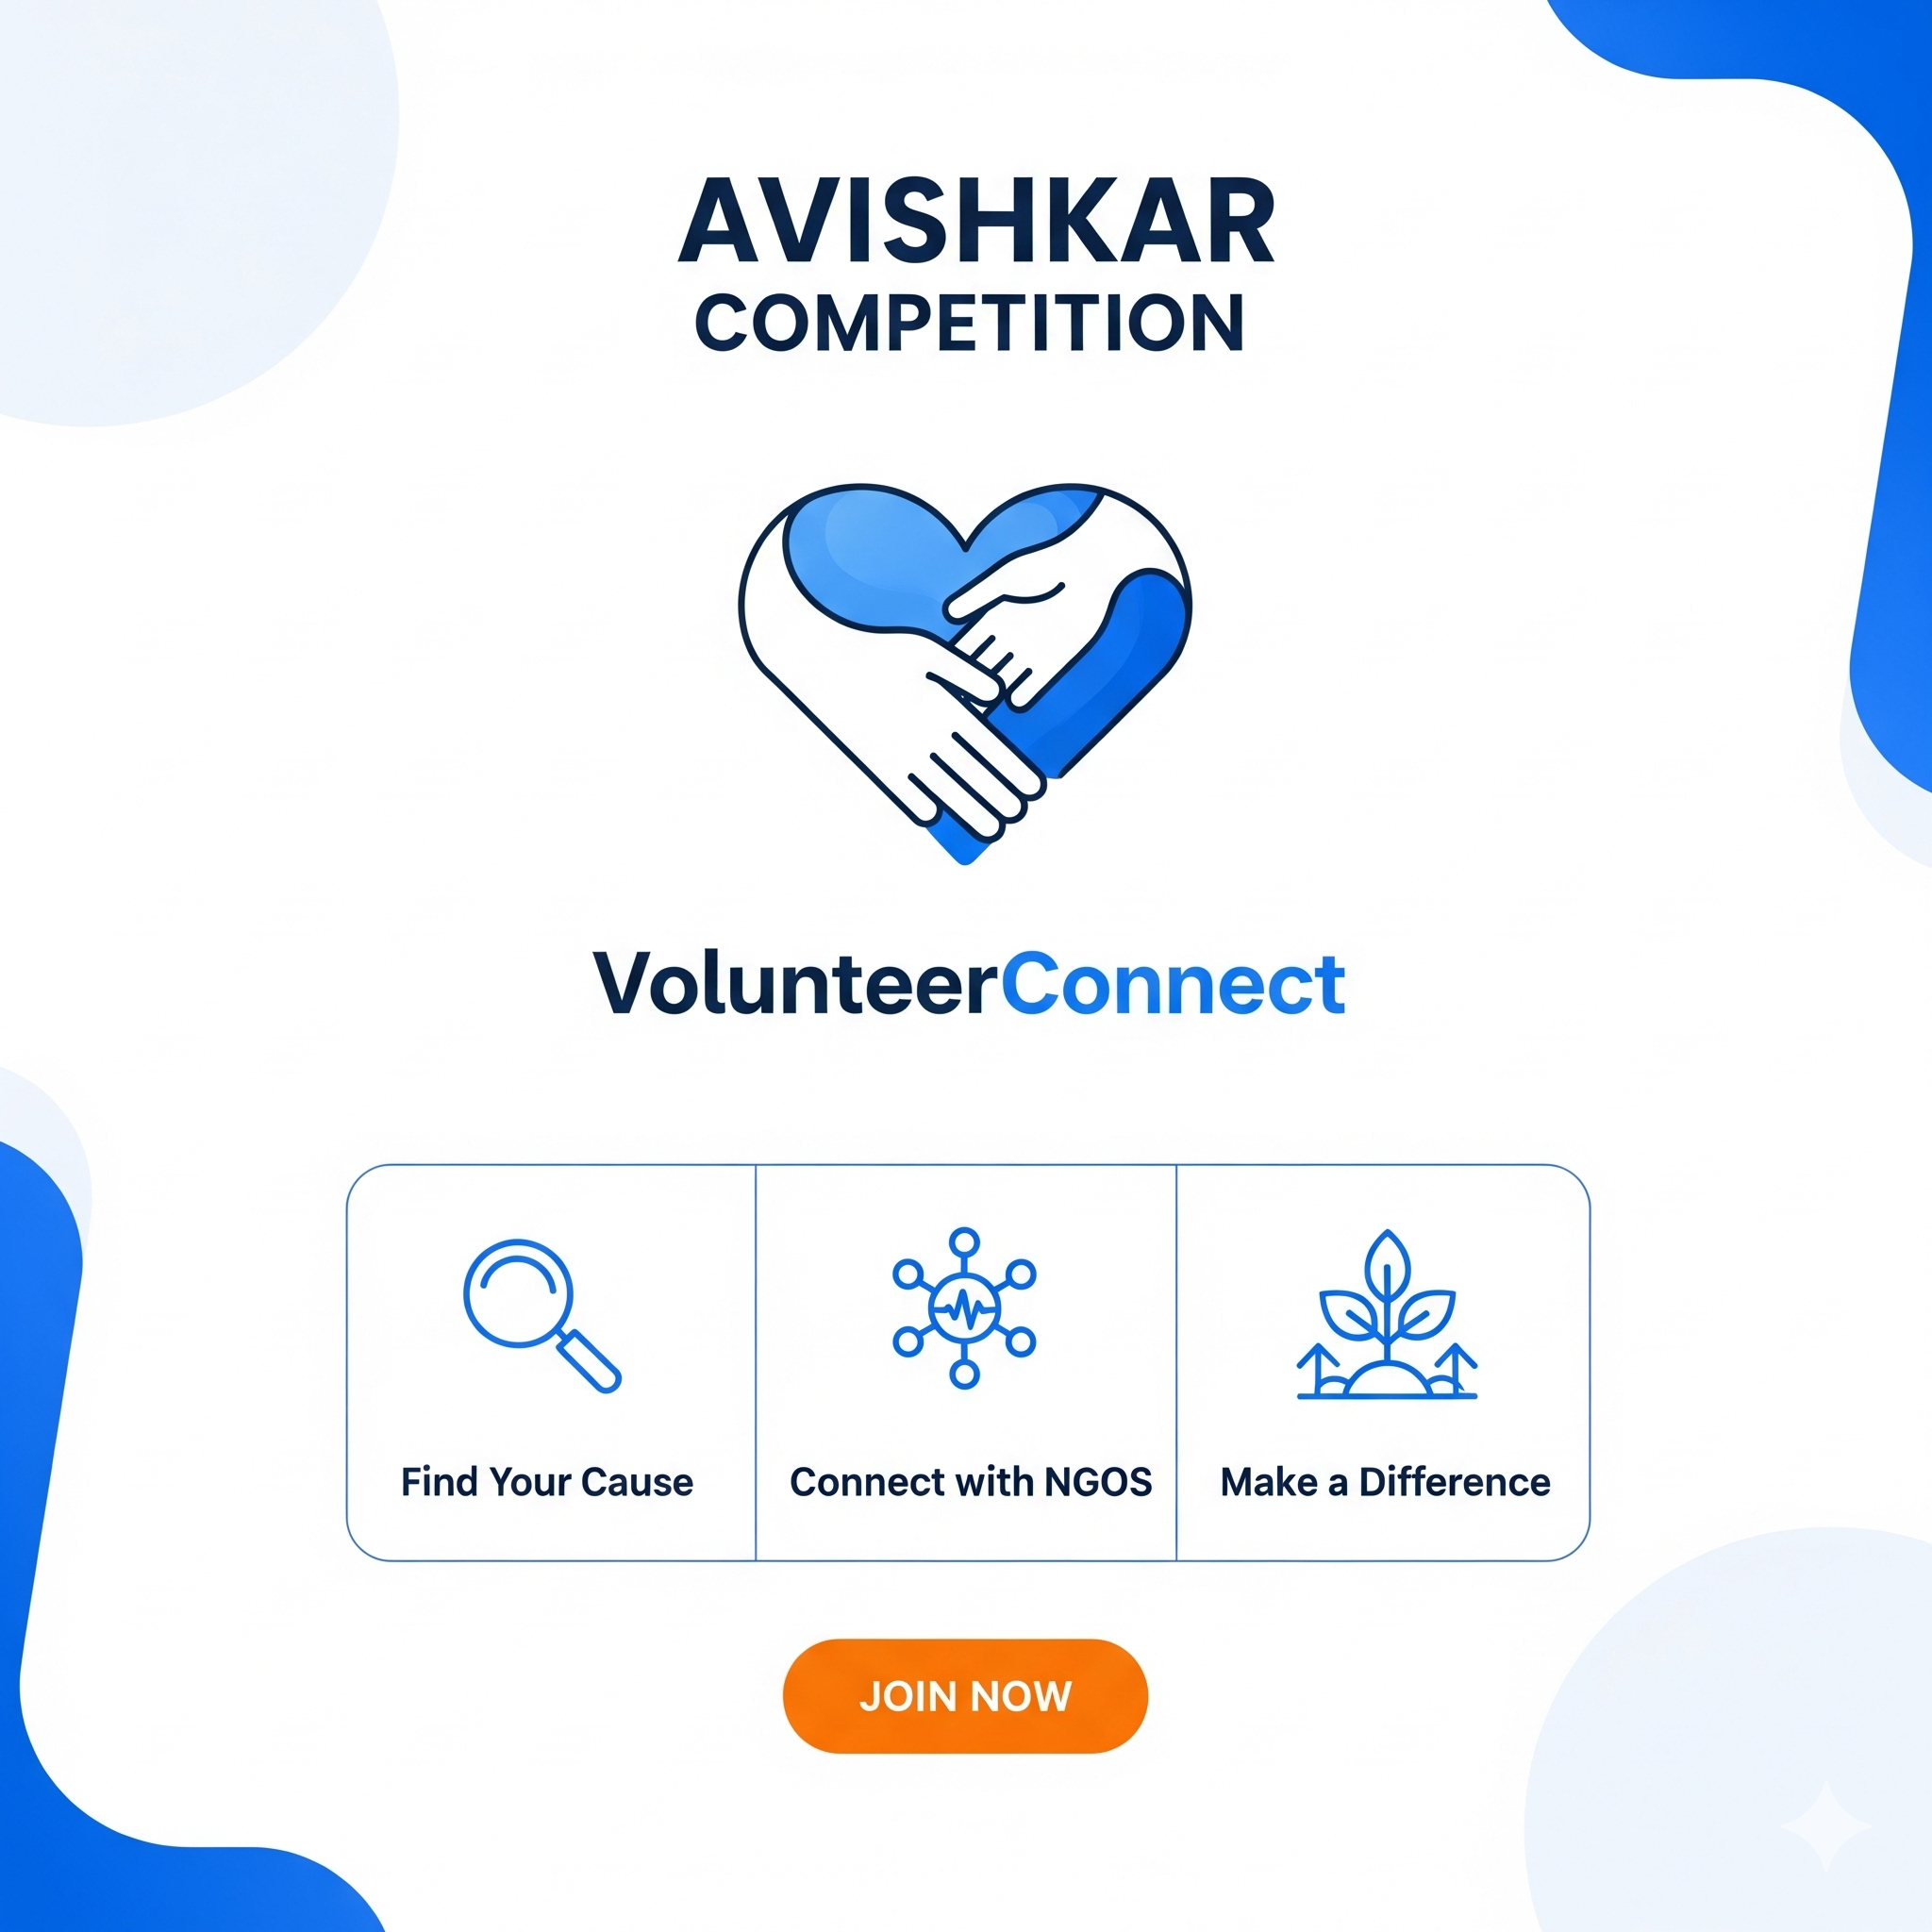 AVISHKAR
COMPETITION
VolunteerConnect
Find Your Cause
Connect with NGOS
Make a Difference
JOIN NOW